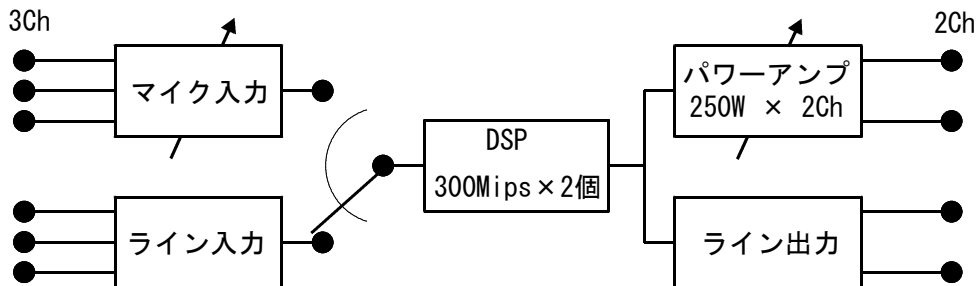 3Ch
マイク入力
ライン入力
DSP
300Mips×2個
パワーアンプ
250W × 2Ch
ライン出力
2Ch